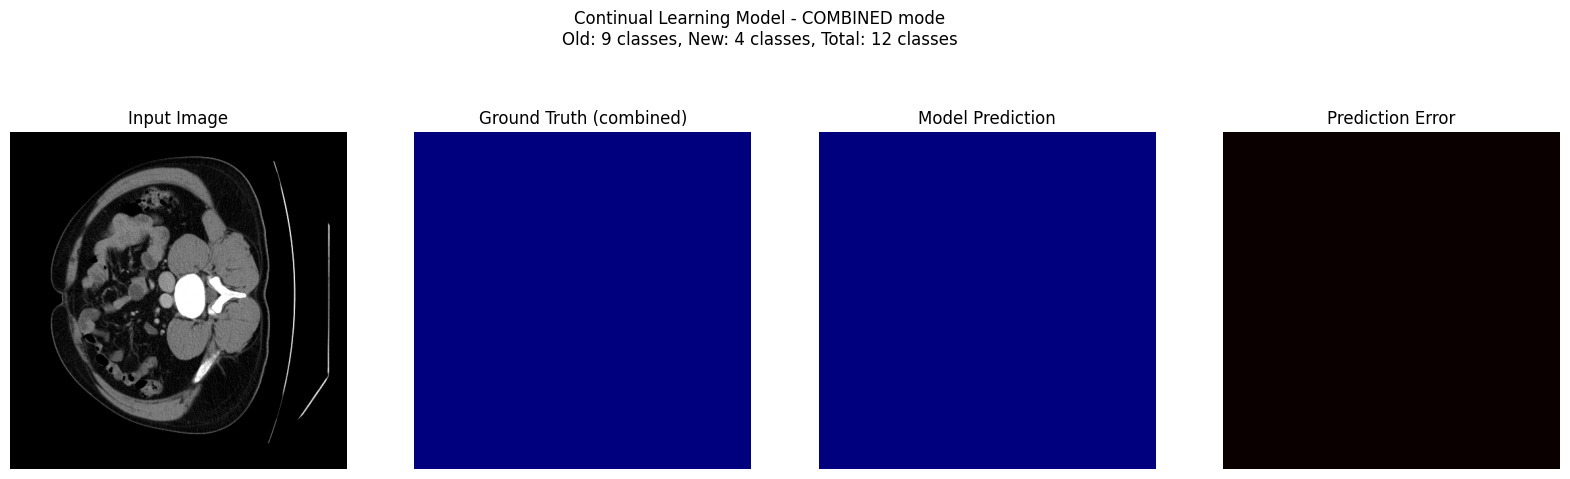 Continual Learning Model - COMBINED mode
Old: 9 classes, New: 4 classes, Total: 12 classes
Input Image
Ground Truth (combined)
Model Prediction
Prediction Error